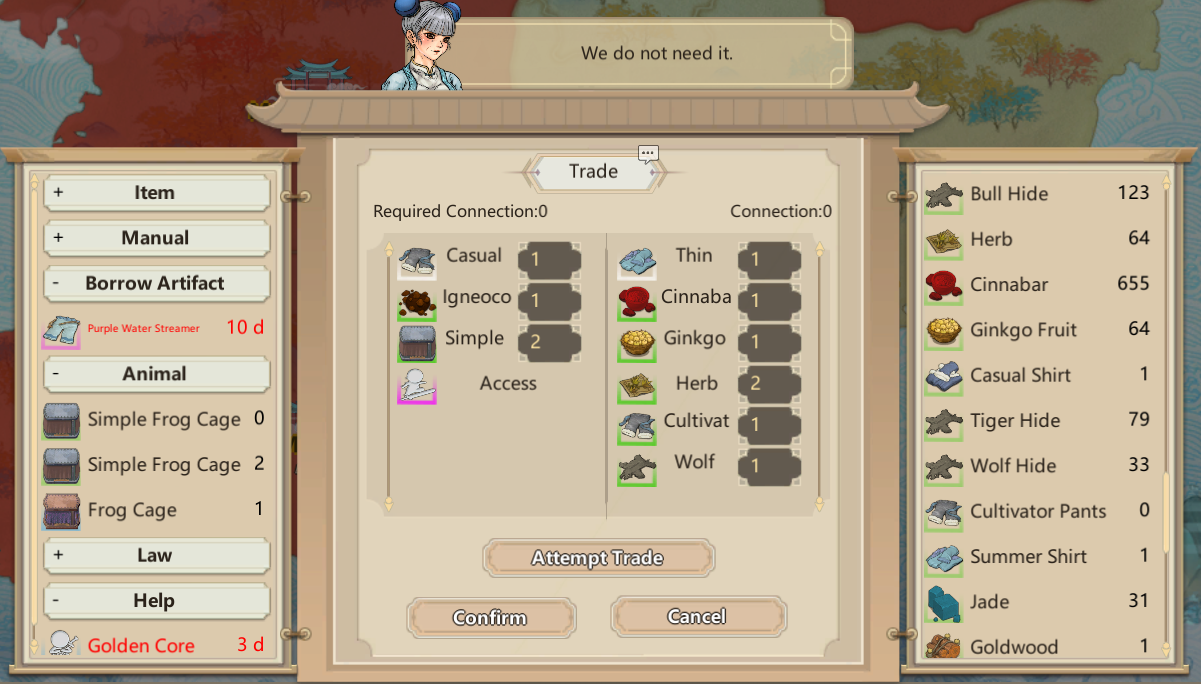 We do not need it.
Trade
Required Connection:0 Connection:0
+ Item
+ Manual
- Borrow Artifact
Purple Water Streamer 10 d
- Animal
Simple Frog Cage 0
Simple Frog Cage 2
Frog Cage 1
+ Law
- Help
Golden Core 3 d
Casual 1
Igneoco 1
Simple 2
Access
Thin 1
Cinnaba 1
Ginkgo 1
Herb 2
Cultivat 1
Wolf 1
Attempt Trade
Confirm
Cancel
Bull Hide 123
Herb 64
Cinnabar 655
Ginkgo Fruit 64
Casual Shirt 1
Tiger Hide 79
Wolf Hide 33
Cultivator Pants 0
Summer Shirt 1
Jade 31
Goldwood 1